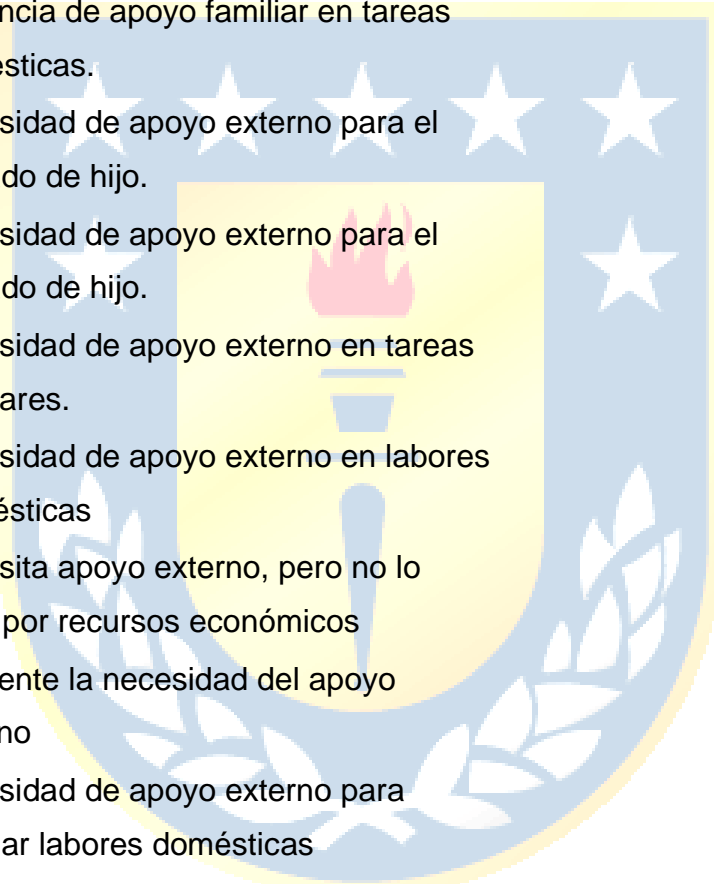 ncia de apoyo familiar en tareas
ésticas.
sidad de apoyo externo para el
do de hijo.
sidad de apoyo externo para el
do de hijo.
sidad de apoyo externo en tareas
ares.
sidad de apoyo externo en labores
ésticas
sita apoyo externo, pero no lo
por recursos económicos
ente la necesidad del apoyo
no
sidad de apoyo externo para
ar labores domésticas